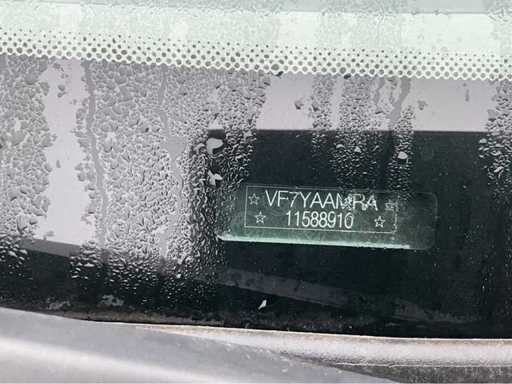 ☆ VF7YAAMRA ☆
☆ 11588910 ☆